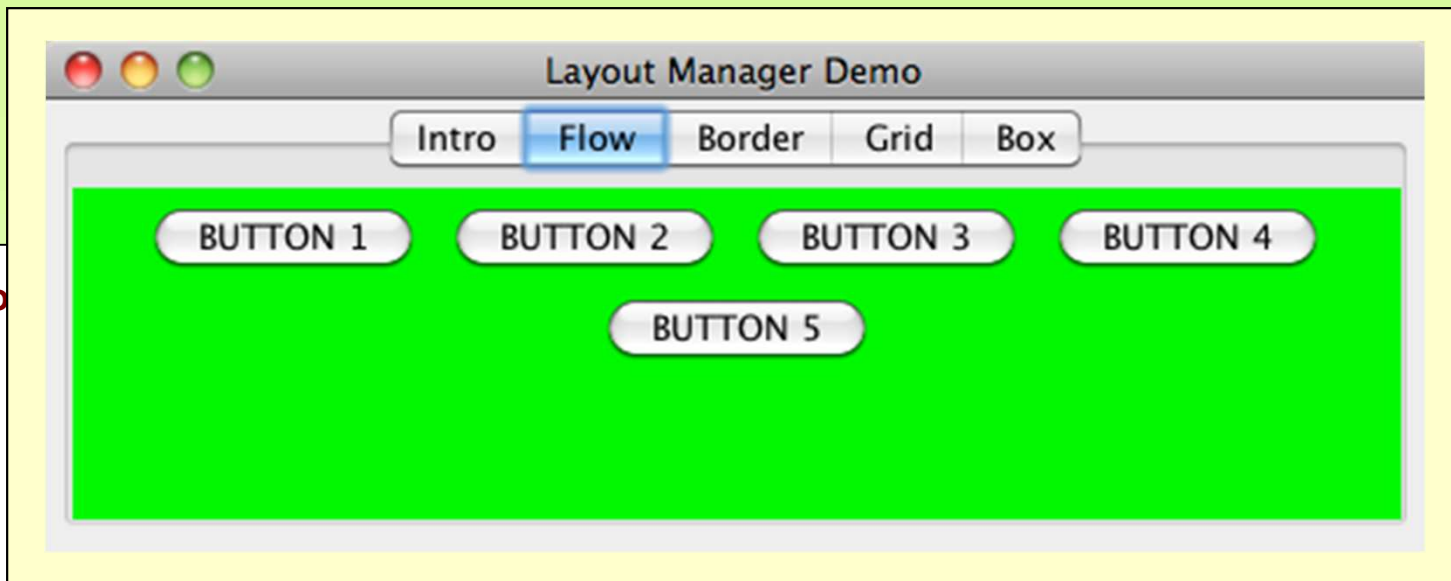 Layout Manager Demo
Intro Flow Border Grid Box
BUTTON 1 BUTTON 2 BUTTON 3 BUTTON 4
BUTTON 5